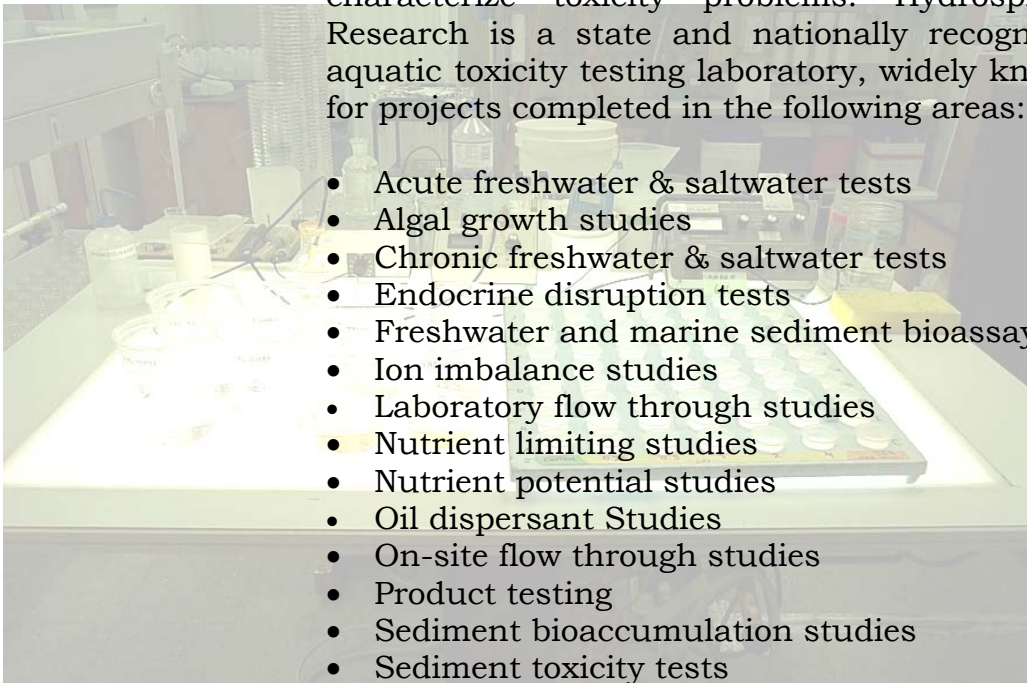 characterize toxicity problems. Hydrosp
Research is a state and nationally recogn
aquatic toxicity testing laboratory, widely kn
for projects completed in the following areas:
• Acute freshwater & saltwater tests
• Algal growth studies
• Chronic freshwater & saltwater tests
• Endocrine disruption tests
• Freshwater and marine sediment bioassay
• Ion imbalance studies
• Laboratory flow through studies
• Nutrient limiting studies
• Nutrient potential studies
• Oil dispersant Studies
• On-site flow through studies
• Product testing
• Sediment bioaccumulation studies
• Sediment toxicity tests